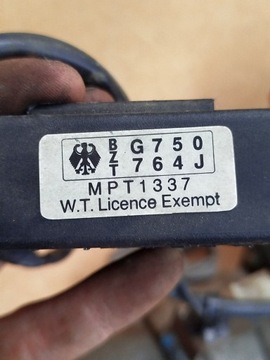 BZT G750
764J
MPT1337
W.T. Licence Exempt